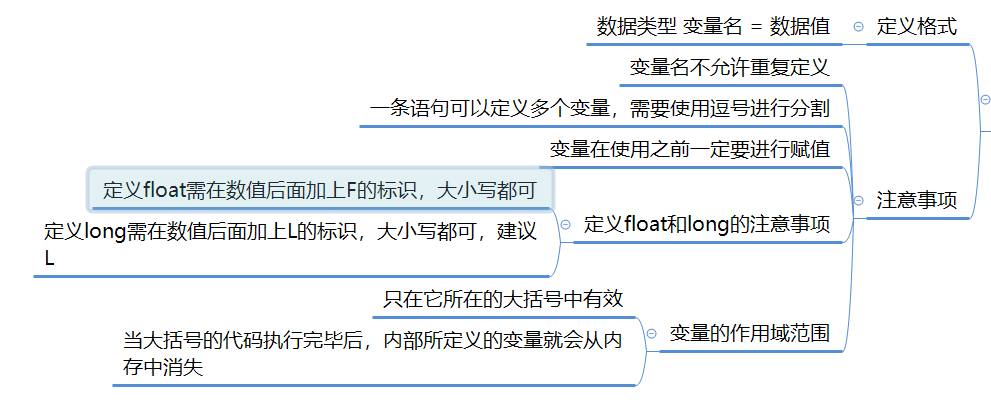 数据类型 变量名 = 数据值
定义格式
变量名不允许重复定义
一条语句可以定义多个变量，需要使用逗号进行分割
变量在使用之前一定要进行赋值
定义float需在数值后面加上F的标识，大小写都可
定义long需在数值后面加上L的标识，大小写都可，建议
L
定义float和long的注意事项
注意事项
只在它所在的大括号中有效
当大括号的代码执行完毕后，内部所定义的变量就会从内
存中消失
变量的作用域范围